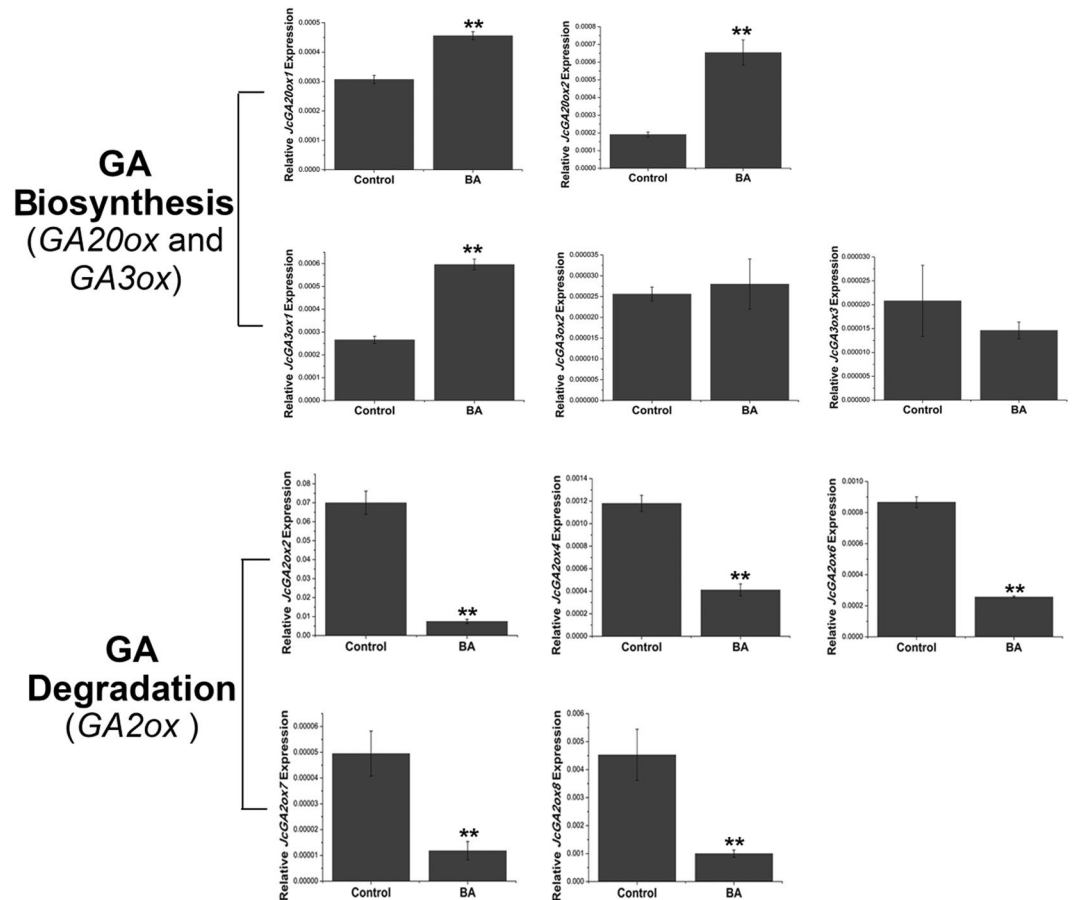 GA
Biosynthesis
(GA20ox and
GA3ox)
Relative JcGA20ox1 Expression
0.0005
0.0004
0.0003
0.0002
0.0001
0.0000
**
Control
BA
Relative JcGA20ox2 Expression
0.0008
0.0007
0.0006
0.0005
0.0004
0.0003
0.0002
0.0001
0.0000
**
Control
BA
Relative JcGA3ox1 Expression
0.0006
0.0005
0.0004
0.0003
0.0002
0.0001
0.0000
**
Control
BA
Relative JcGA3ox2 Expression
0.000035
0.000030
0.000025
0.000020
0.000015
0.000010
0.000005
0.000000
Control
BA
Relative JcGA3ox3 Expression
0.000030
0.000025
0.000020
0.000015
0.000010
0.000005
0.000000
Control
BA
GA
Degradation
(GA2ox )
Relative JcGA2ox2 Expression
0.08
0.07
0.06
0.05
0.04
0.03
0.02
0.01
0.00
**
Control
BA
Relative JcGA2ox4 Expression
0.0014
0.0012
0.0010
0.0008
0.0006
0.0004
0.0002
0.0000
**
Control
BA
Relative JcGA2ox6 Expression
0.0010
0.0008
0.0006
0.0004
0.0002
0.0000
**
Control
BA
Relative JcGA2ox7 Expression
0.00006
0.00005
0.00004
0.00003
0.00002
0.00001
0.00000
**
Control
BA
Relative JcGA2ox8 Expression
0.006
0.005
0.004
0.003
0.002
0.001
0.000
**
Control
BA